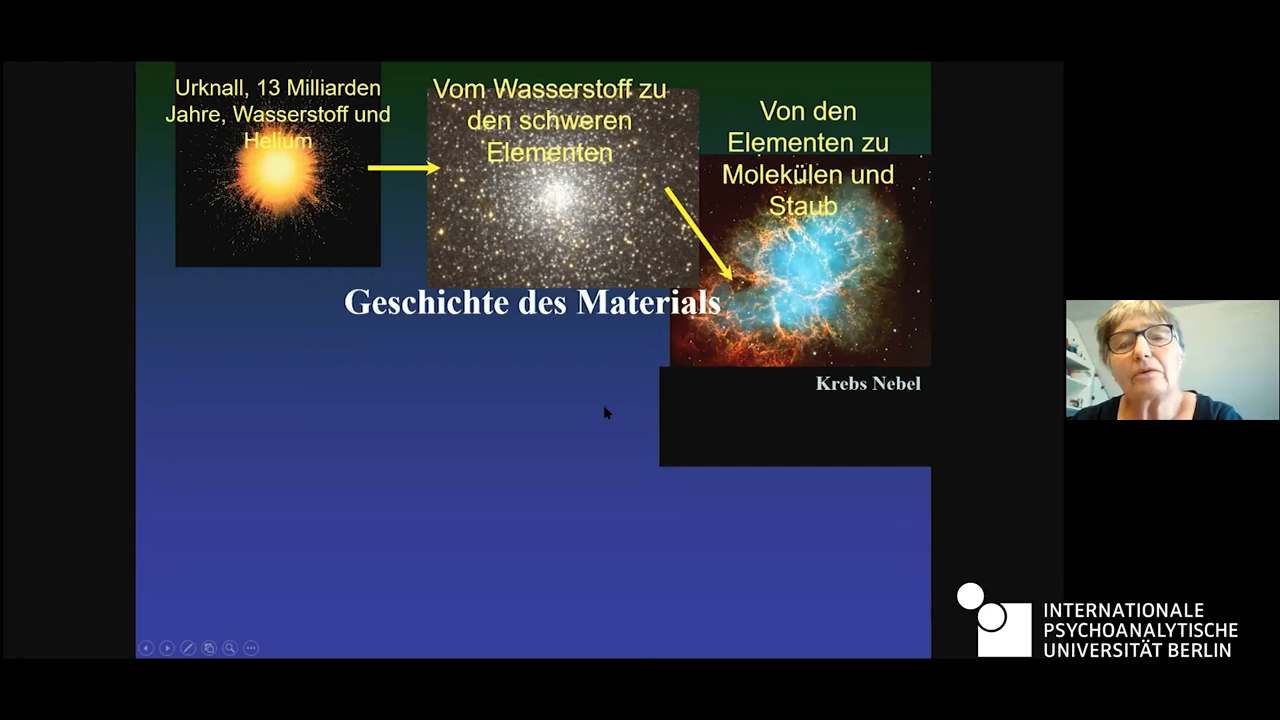 Urknall, 13 Milliarden
Jahre, Wasserstoff und
Helium
Vom Wasserstoff zu
den schweren
Elementen
Von den
Elementen zu
Molekülen und
Staub
Geschichte des Materials
Krebs Nebel
INTERNATIONALE
PSYCHOANALYTISCHE
UNIVERSITÄT BERLIN